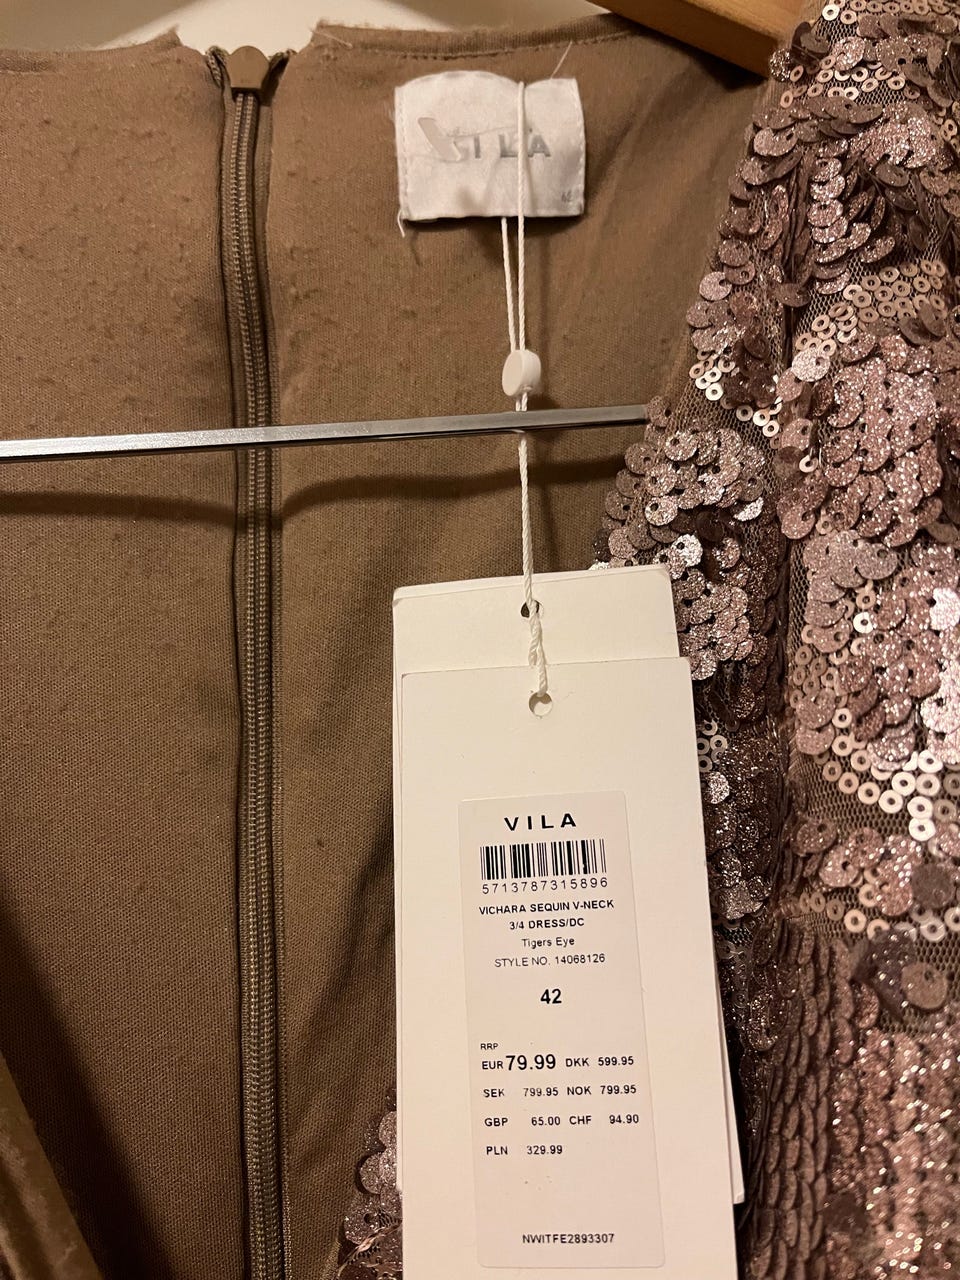 VILA
42
VILA
5713787315896
VICHARA SEQUIN V-NECK
3/4 DRESS/DC
Tigers Eye
STYLE NO. 14068126
42
RRP
EUR 79.99 DKK 599.95
SEK 799.95 NOK 799.95
GBP 65.00 CHF 94.90
PLN 329.99
NWITFE2893307